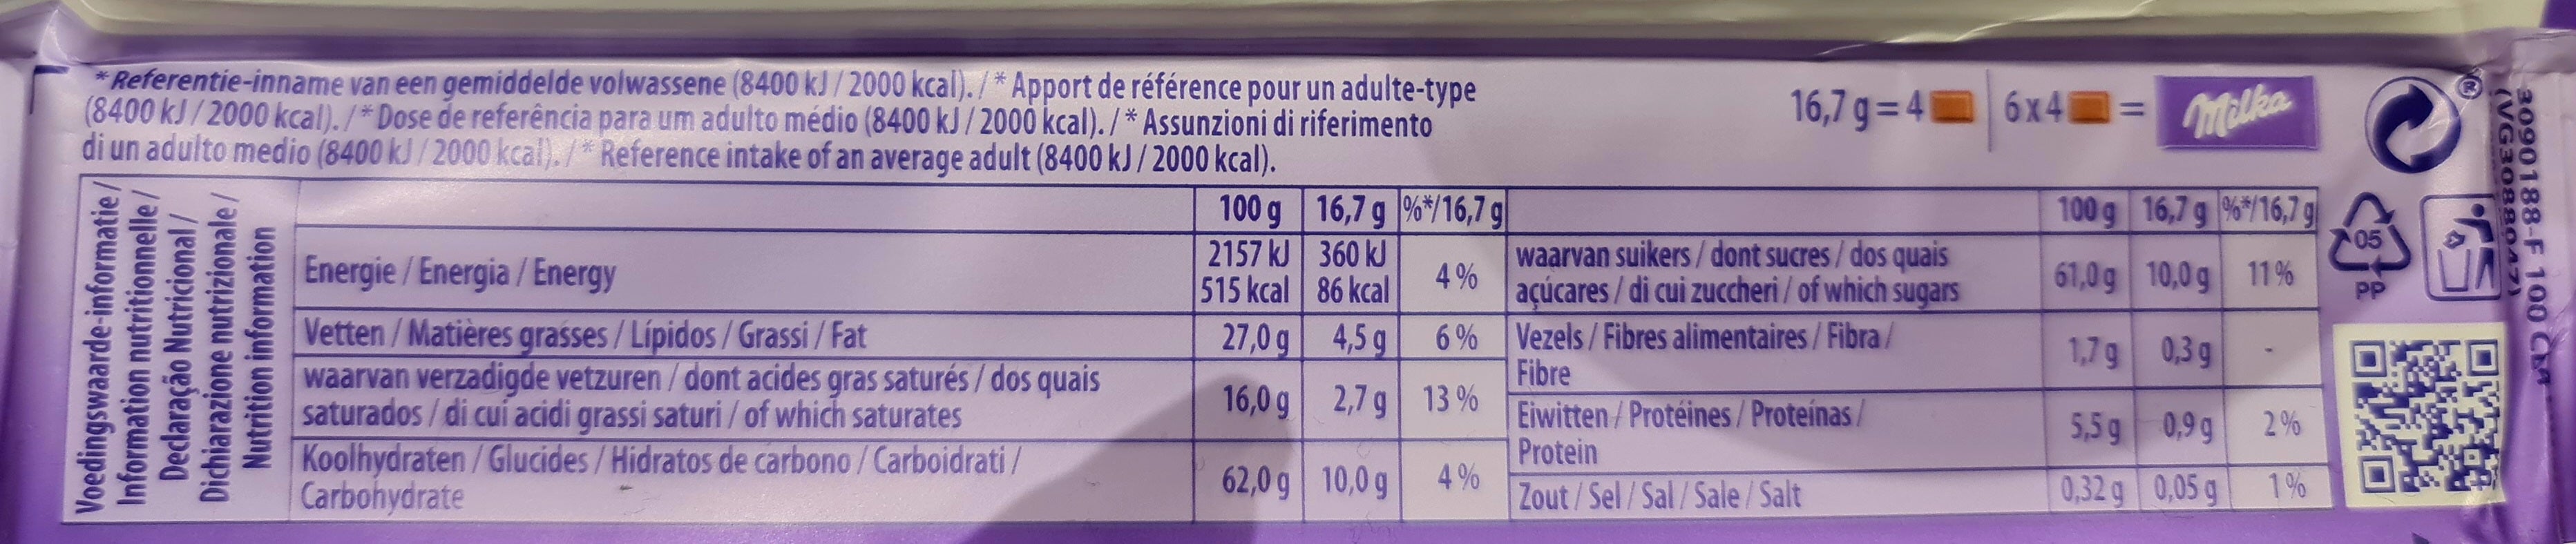 *Referentie-inname van een gemiddelde volwassene (8400 kJ / 2000 kcal). / * Apport de référence pour un adulte-type
(8400 kJ / 2000 kcal). / * Dose de referência para um adulto médio (8400 kJ / 2000 kcal). / * Assunzioni di riferimento
di un adulto medio (8400 kJ / 2000 kcal). / * Reference intake of an average adult (8400 kJ / 2000 kcal).
16,7 g = 4
6x4 =
Milka
®
Voedingswaarde-informatie /
Information nutritionnelle /
Declaração Nutricional /
Dichiarazione nutrizionale /
Nutrition information
100 g 16,7 g %*/16,7 g
Energie / Energia / Energy 2157 kJ 360 kJ
515 kcal 86 kcal 4 %
Vetten / Matières grasses / Lípidos / Grassi / Fat 27,0 g 4,5 g 6 %
waarvan verzadigde vetzuren / dont acides gras saturés / dos quais
saturados / di cui acidi grassi saturi / of which saturates 16,0 g 2,7 g 13 %
Koolhydraten / Glucides / Hidratos de carbono / Carboidrati /
Carbohydrate 62,0 g 10,0 g 4 %
100 g 16,7 g %*/16,7 g
waarvan suikers / dont sucres / dos quais
açúcares / di cui zuccheri / of which sugars 61,0 g 10,0 g 11 %
Vezels / Fibres alimentaires / Fibra /
Fibre 1,7 g 0,3 g -
Eiwitten / Protéines / Proteínas /
Protein 5,5 g 0,9 g 2 %
Zout / Sel / Sal / Sale / Salt 0,32 g 0,05 g 1 %
05
PP
30900188-F 100
(VG3088047)